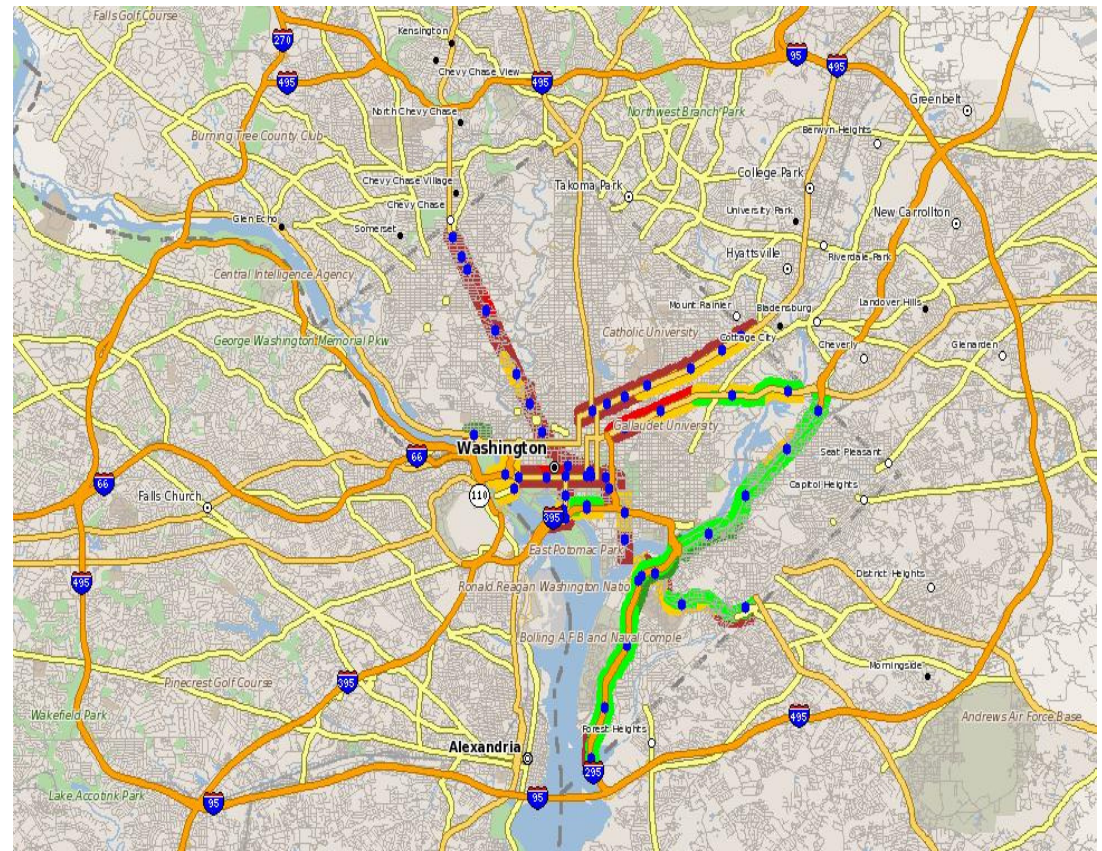 Falls Golf Course
Kensington
270
95
495
Chevy Chase View
495
495
Greenbelt
North Chevy Chase
Northwest Branch Park
Burning Tree County Club
Berwyn Heights
Chevy Chase Village
Takoma Park
College Park
Chevy Chase
University Park
New Carrollton
Glen Echo
Somerset
Hyattsville
Riverdale Park
Central Intelligence Agency
Mount Rainier
Bladensburg
Landover Hills
Catholic University
Cottage City
George Washington Memorial Pkw
Cheverly
Glenarden
Gallaudet University
Washington
66
Seat Pleasant
66
Falls Church
110
Capitol Heights
395
East Potomac Park
495
Ronald Reagan Washington Natio
District Heights
Bolling A F B and Naval Comple
Morningside
Pinecrest Golf Course
395
Wakefield Park
495
Andrews Air Force Base
Forest Heights
Alexandria
295
Lake Accotink Park
95
95